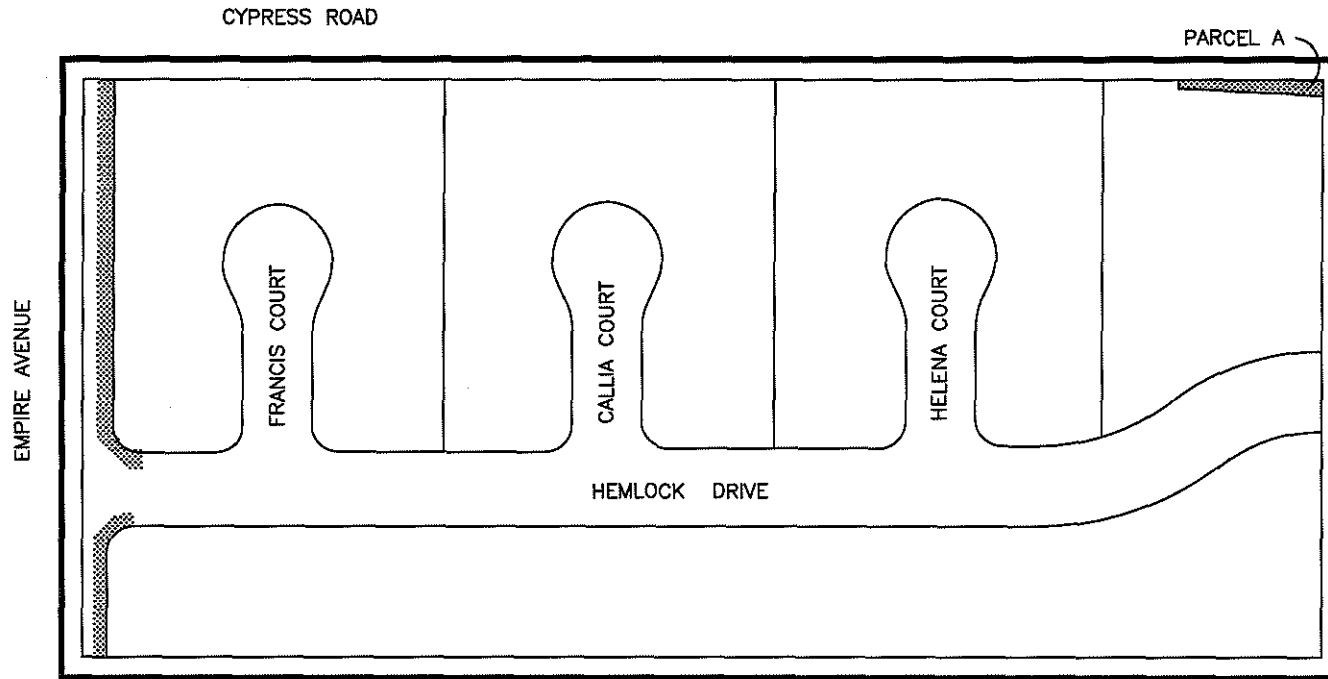 CYPRESS ROAD
PARCEL A
EMPIRE AVENUE
FRANCIS COURT
CALLIA COURT
HELENA COURT
HEMLOCK DRIVE